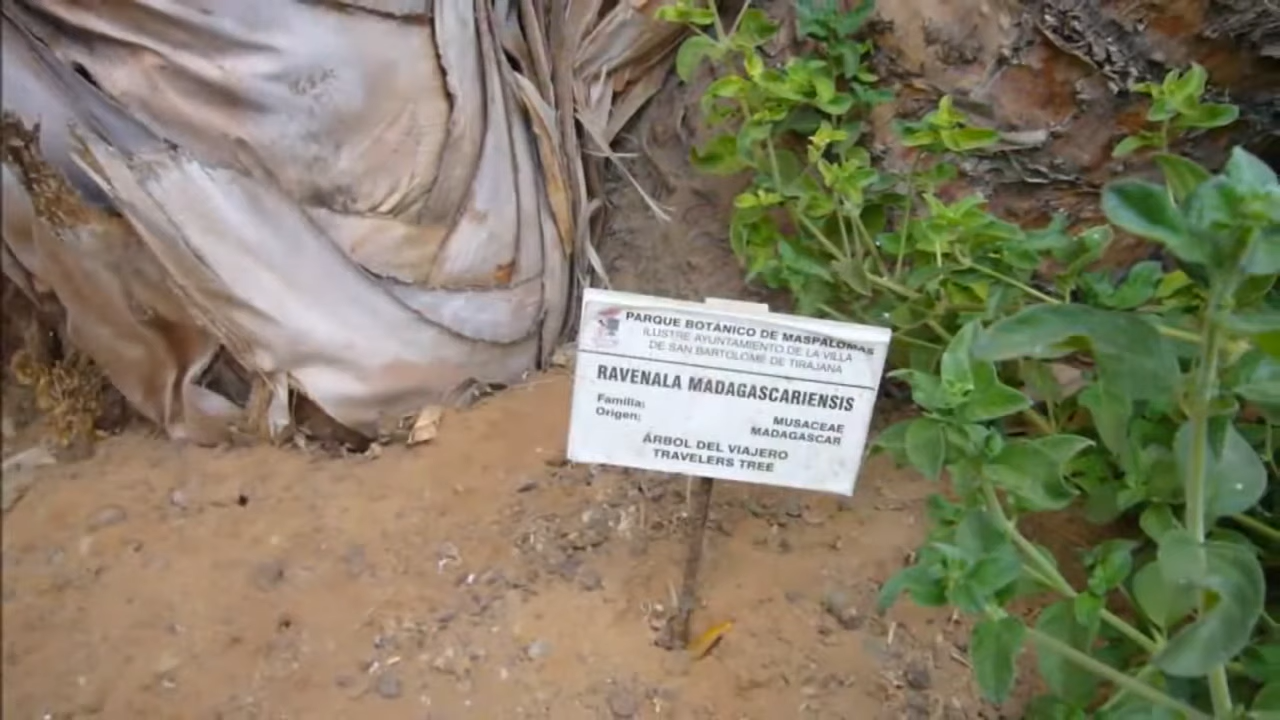 PARQUE BOTÁNICO DE MASPALOMAS
ILUSTRE AYUNTAMIENTO DE LA VILLA
DE SAN BARTOLOME DE TIRAJANA
RAVENALA MADAGASCARIENSIS
Familia: MUSACEAE
Origen: MADAGASCAR
ÁRBOL DEL VIAJERO
TRAVELERS TREE